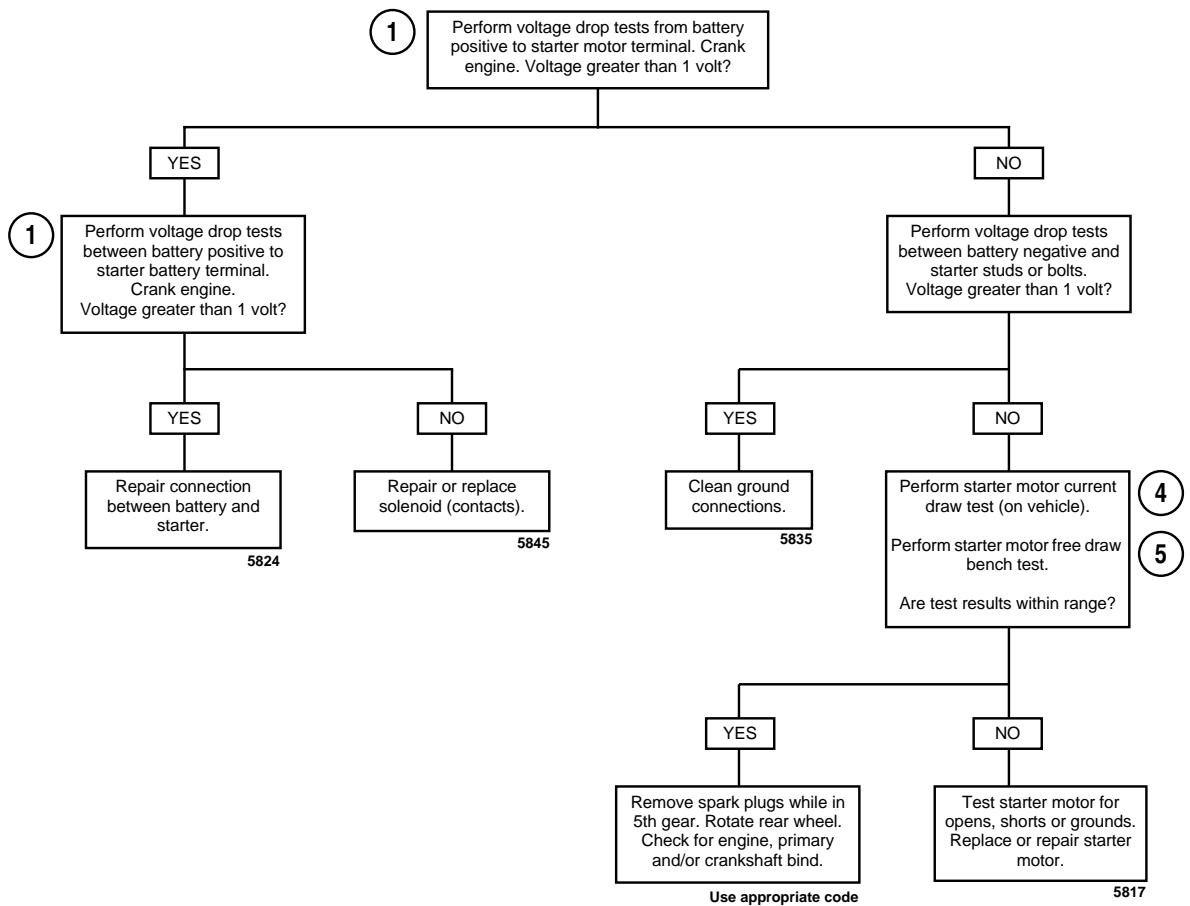 1
Perform voltage drop tests from battery
positive to starter motor terminal. Crank
engine. Voltage greater than 1 volt?
YES
NO
1
Perform voltage drop tests
between battery positive to
starter battery terminal.
Crank engine.
Voltage greater than 1 volt?
Perform voltage drop tests
between battery negative and
starter studs or bolts.
Voltage greater than 1 volt?
YES
NO
YES
NO
Repair connection
between battery and
starter.
5824
Repair or replace
solenoid (contacts).
5845
Clean ground
connections.
5835
Perform starter motor current
draw test (on vehicle).
4
Perform starter motor free draw
bench test.
5
Are test results within range?
YES
NO
Remove spark plugs while in
5th gear. Rotate rear wheel.
Check for engine, primary
and/or crankshaft bind.
Use appropriate code
Test starter motor for
opens, shorts or grounds.
Replace or repair starter
motor.
5817